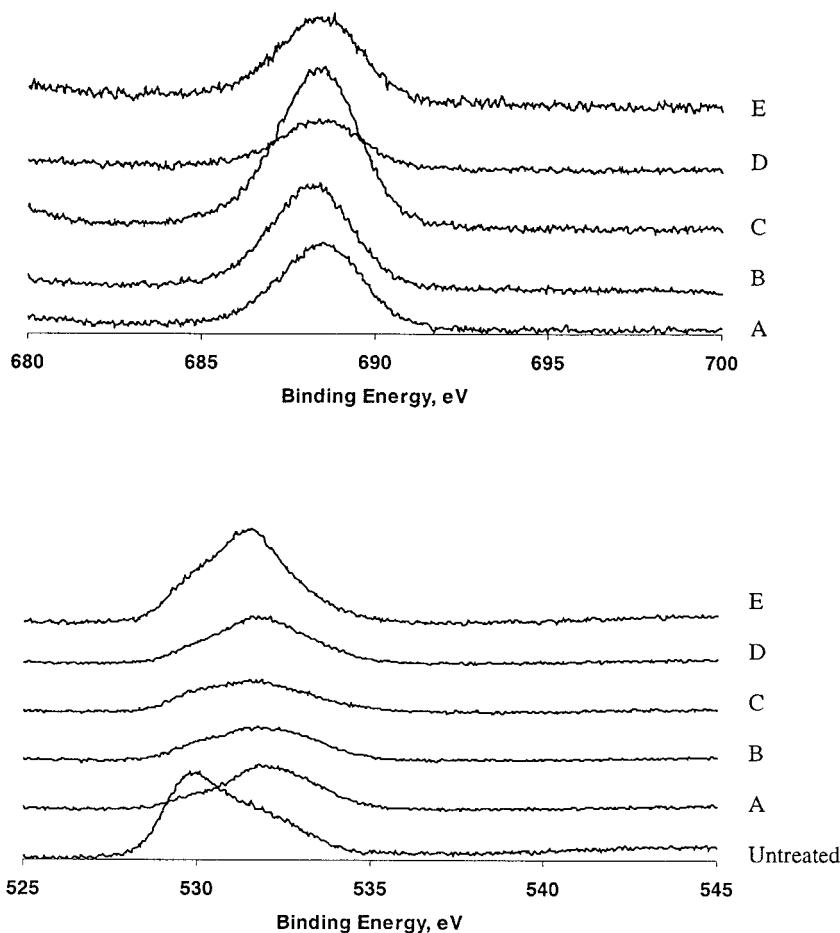 E
D
C
B
A
680 685 690 695 700
Binding Energy, eV
E
D
C
B
A
Untreated
525 530 535 540 545
Binding Energy, eV